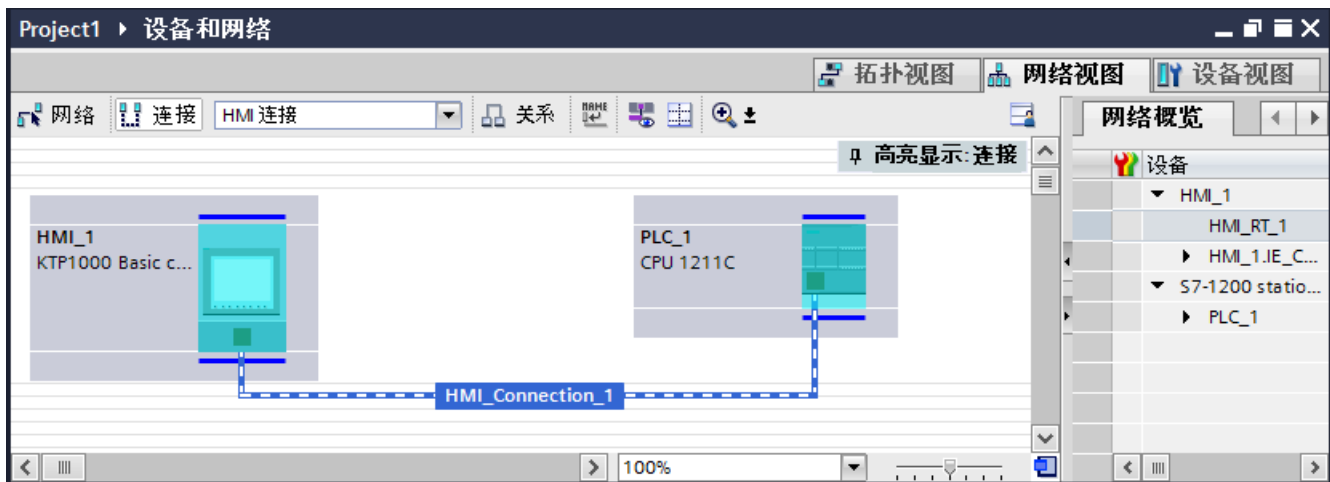 Project1 ▸ 设备和网络
拓扑视图 网络视图 设备视图
网络 连接 HMI 连接 关系
网络概览
高亮显示:连接
设备
HMI_1
KTP1000 Basic c...
PLC_1
CPU 1211C
HMI_Connection_1
HMI_1
HMI_RT_1
HMI_1.IE_C...
S7-1200 statio...
PLC_1
100%